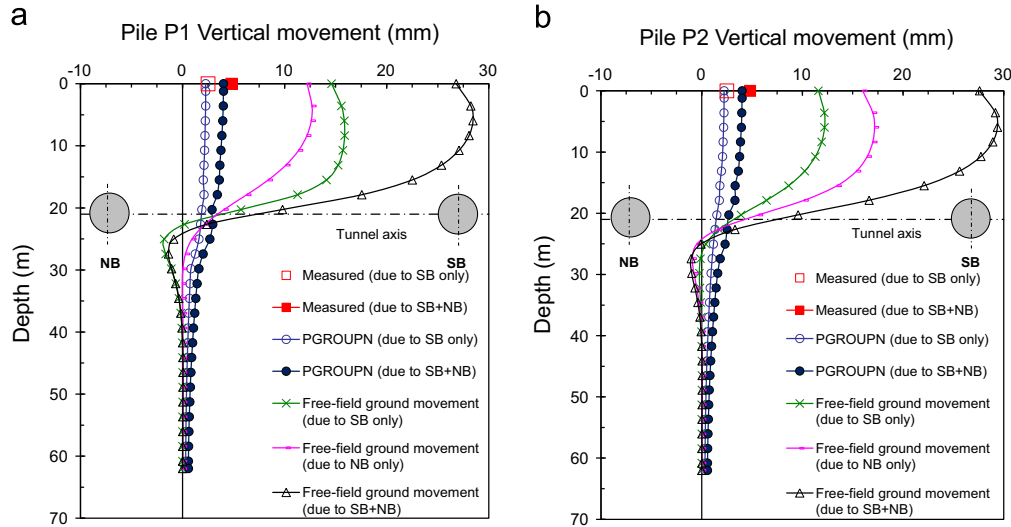 a
Pile P1 Vertical movement (mm)
-10 0 10 20 30
0
10
20
30
40
50
60
70
Depth (m)
NB
SB
Tunnel axis
Measured (due to SB only)
Measured (due to SB+NB)
PGROUPN (due to SB only)
PGROUPN (due to SB+NB)
Free-field ground movement
(due to SB only)
Free-field ground movement
(due to NB only)
Free-field ground movement
(due to SB+NB)
b
Pile P2 Vertical movement (mm)
-10 0 10 20 30
0
10
20
30
40
50
60
70
Depth (m)
NB
SB
Tunnel axis
Measured (due to SB only)
Measured (due to SB+NB)
PGROUPN (due to SB only)
PGROUPN (due to SB+NB)
Free-field ground movement
(due to SB only)
Free-field ground movement
(due to NB only)
Free-field ground movement
(due to SB+NB)